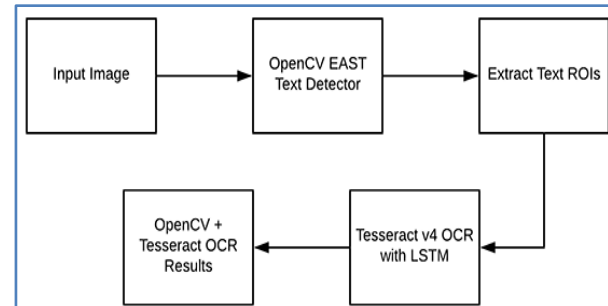 Input Image
OpenCV EAST
Text Detector
Extract Text ROIs
Tesseract v4 OCR
with LSTM
OpenCV +
Tesseract OCR
Results